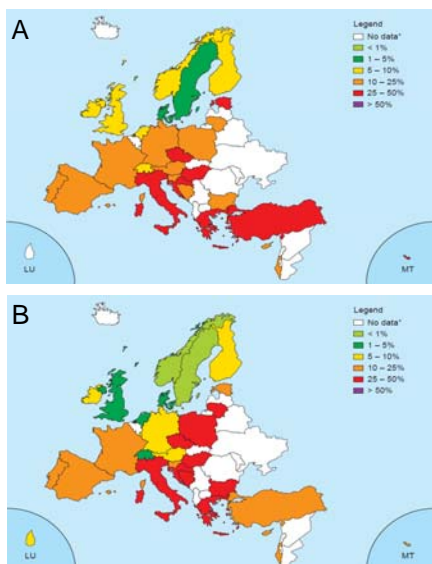 A
Legend
No data*
< 1%
1 – 5%
5 – 10%
10 – 25%
25 – 50%
> 50%
LU
MT
B
Legend
No data*
< 1%
1 – 5%
5 – 10%
10 – 25%
25 – 50%
> 50%
LU
MT